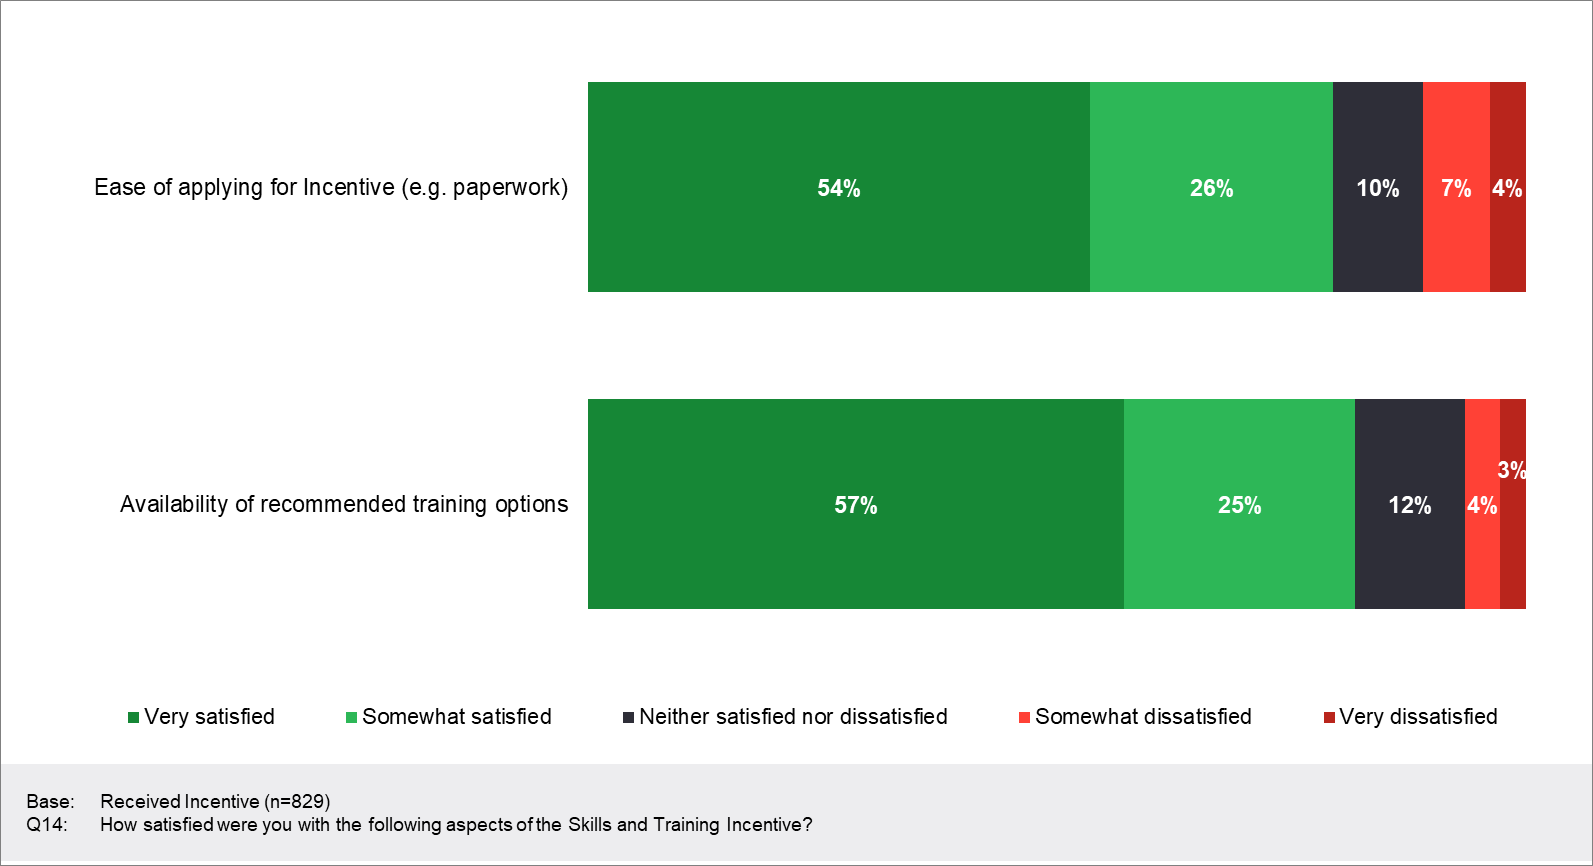 Ease of applying for Incentive (e.g. paperwork)
54%
26%
10%
7%
4%
Availability of recommended training options
57%
25%
12%
4%
3%
Very satisfied
Somewhat satisfied
Neither satisfied nor dissatisfied
Somewhat dissatisfied
Very dissatisfied
Base: Received Incentive (n=829)
Q14: How satisfied were you with the following aspects of the Skills and Training Incentive?